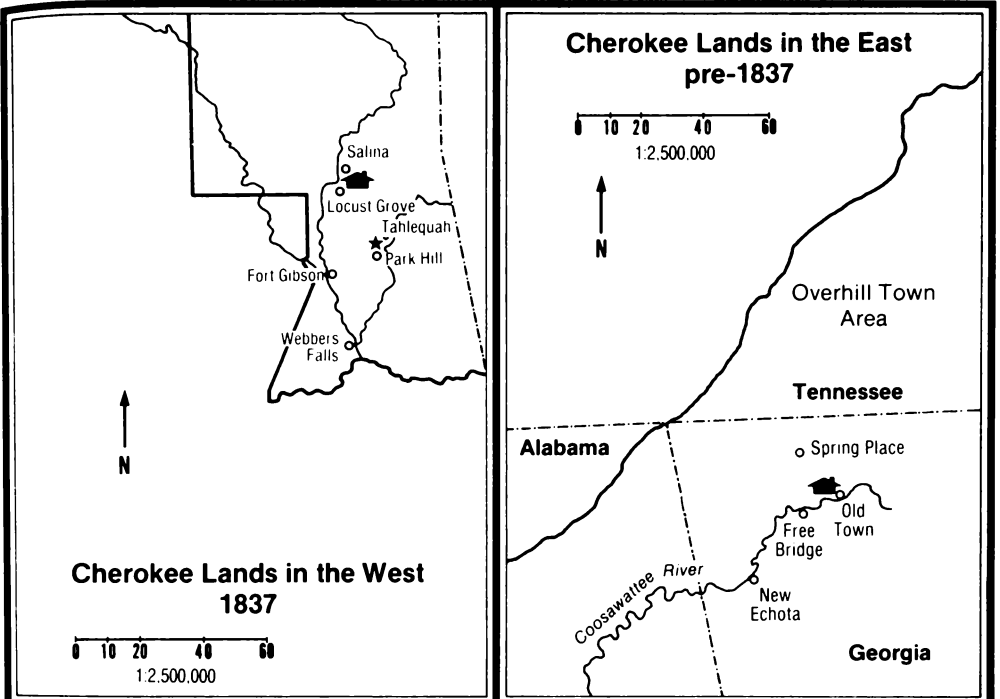 Salina
Locust Grove
Tahlequah
Park Hill
Fort Gibson
Webbers
Falls
N
Cherokee Lands in the West
1837
0 10 20 40 60
1:2,500,000
Cherokee Lands in the East
pre-1837
0 10 20 40 60
1:2,500,000
N
Overhill Town
Area
Tennessee
Alabama
Spring Place
Old
Town
Free
Bridge
Coosawattee River
New
Echota
Georgia